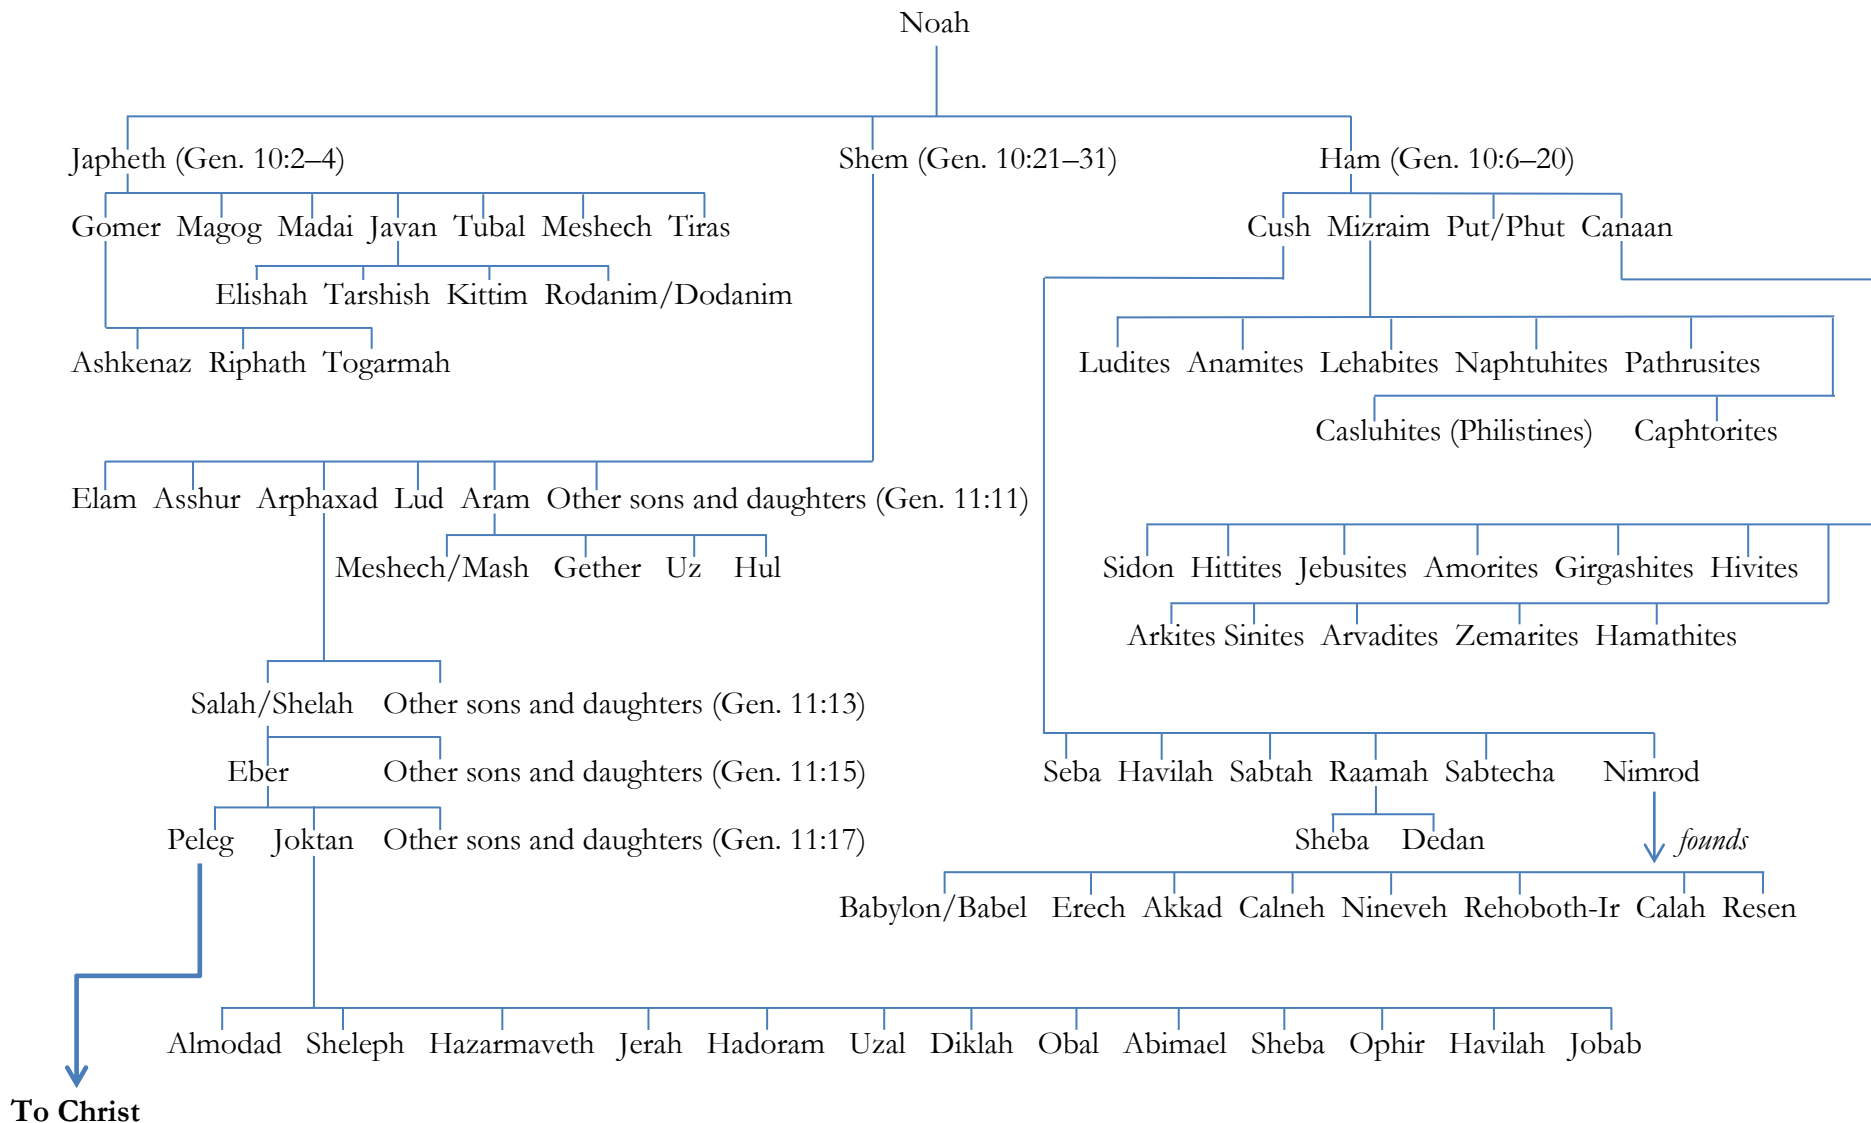 Noah
Japheth (Gen. 10:2–4) Shem (Gen. 10:21–31) Ham (Gen. 10:6–20)
Gomer Magog Madai Javan Tubal Meshech Tiras Cush Mizraim Put/Phut Canaan
Elishah Tarshish Kittim Rodanim/Dodanim
Ashkenaz Riphath Togarmah Ludites Anamites Lehabites Naphtuhites Pathrusites
Casluhites (Philistines) Caphtorites
Elam Asshur Arphaxad Lud Aram Other sons and daughters (Gen. 11:11)
Meshech/Mash Gether Uz Hul Sidon Hittites Jebusites Amorites Girgashites Hivites
Arkites Sinites Arvadites Zemarites Hamathites
Salah/Shelah Other sons and daughters (Gen. 11:13)
Eber Other sons and daughters (Gen. 11:15) Seba Havilah Sabtah Raamah Sabtecha Nimrod
Peleg Joktan Other sons and daughters (Gen. 11:17) Sheba Dedan founds
Babylon/Babel Erech Akkad Calneh Nineveh Rehoboth-Ir Calah Resen
Almodad Sheleph Hazarmaveth Jerah Hadoram Uzal Diklah Obal Abimael Sheba Ophir Havilah Jobab
To Christ